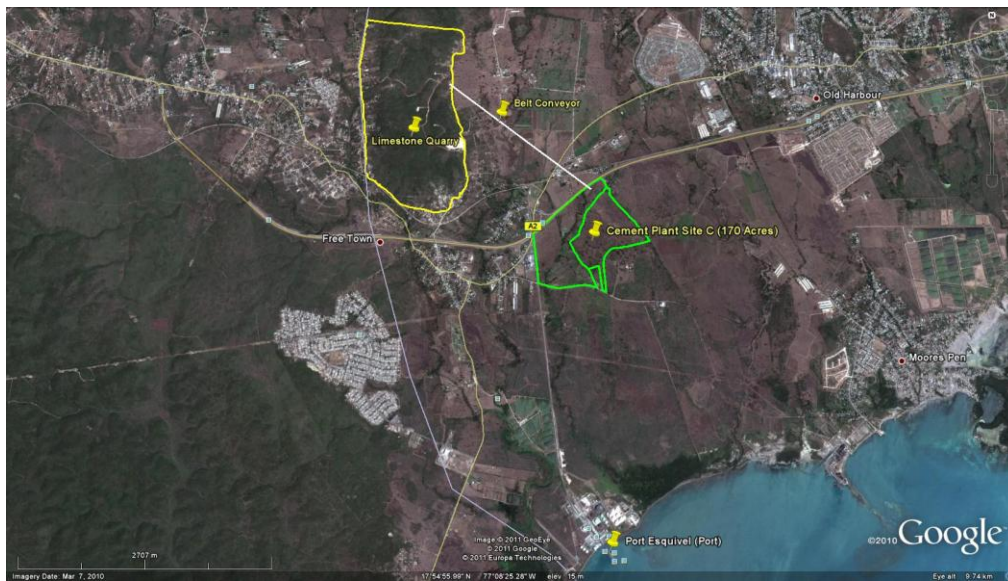 N
Belt Conveyor
Old Harbour
Limestone Quarry
A2
Cement Plant Site C (170 Acres)
Free Town
Moores Pen
Port Esquivel (Port)
Image © 2011 GeoEye
© 2011 Google
© 2011 Europa Technologies
©2010 Google
2707 m
Imagery Date: Mar 7, 2010
17°54'55.99" N 77°08'25.28" W elev 15 m
Eye alt 9.74 km